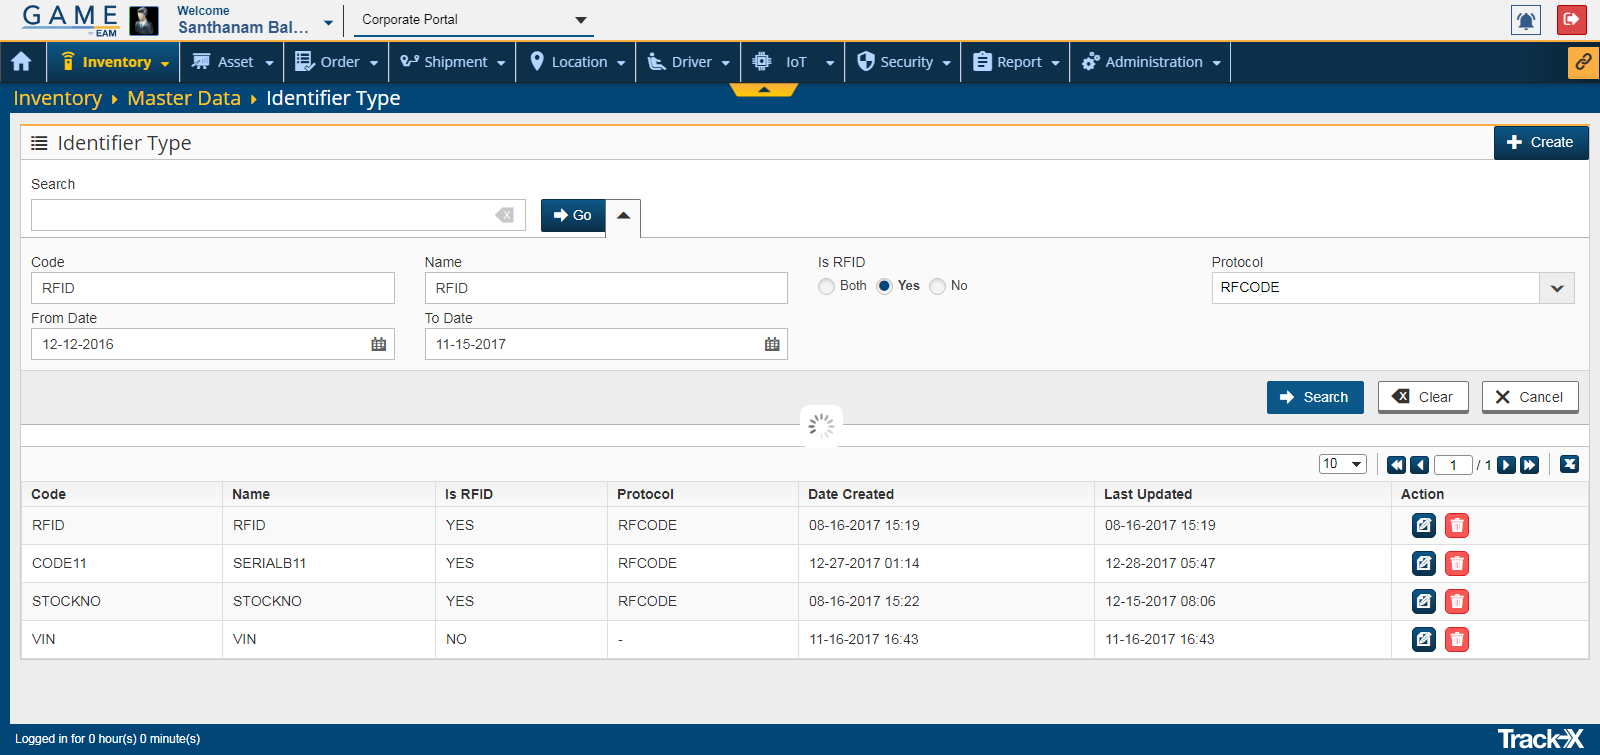 GAME
by EAM
Welcome
Santhanam Bal...
Corporate Portal
Inventory
Asset
Order
Shipment
Location
Driver
IoT
Security
Report
Administration
Inventory Master Data Identifier Type
Identifier Type
Create
Search
Go
Code
Name
Is RFID
Protocol
RFID
RFID
Both Yes No
RFCODE
From Date
To Date
12-12-2016
11-15-2017
Search
Clear
Cancel
10
1 / 1
Code Name Is RFID Protocol Date Created Last Updated Action
RFID RFID YES RFCODE 08-16-2017 15:19 08-16-2017 15:19
CODE11 SERIALB11 YES RFCODE 12-27-2017 01:14 12-28-2017 05:47
STOCKNO STOCKNO YES RFCODE 08-16-2017 15:22 12-15-2017 08:06
VIN VIN NO - 11-16-2017 16:43 11-16-2017 16:43
Logged in for 0 hour(s) 0 minute(s)
Track-X